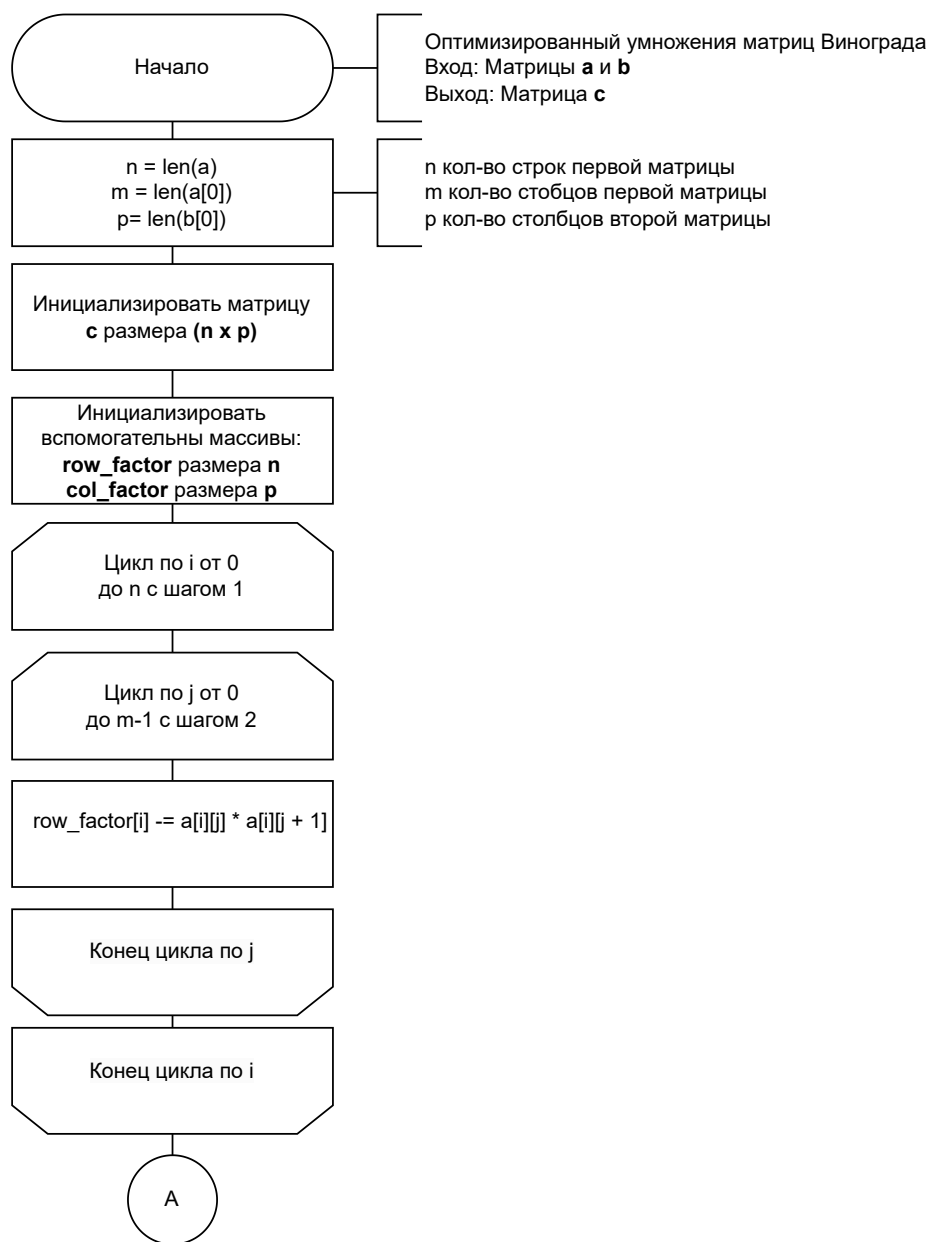 Начало
Оптимизированный умножения матриц Винограда
Вход: Матрицы a и b
Выход: Матрица c
n = len(a)
m = len(a[0])
p= len(b[0])
n кол-во строк первой матрицы
m кол-во стобцов первой матрицы
p кол-во столбцов второй матрицы
Инициализировать матрицу
c размера (n x p)
Инициализировать
вспомогательны массивы:
row_factor размера n
col_factor размера p
Цикл по i от 0
до n с шагом 1
Цикл по j от 0
до m-1 с шагом 2
row_factor[i] -= a[i][j] * a[i][j + 1]
Конец цикла по j
Конец цикла по i
А